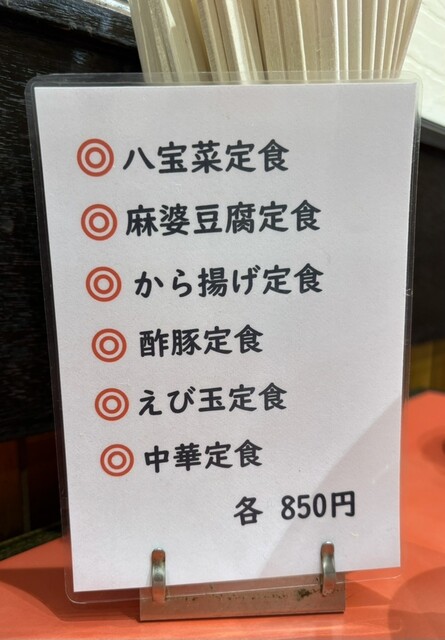 ◎八宝菜定食
◎麻婆豆腐定食
◎から揚げ定食
◎酢豚定食
◎えび玉定食
◎中華定食
各 850円